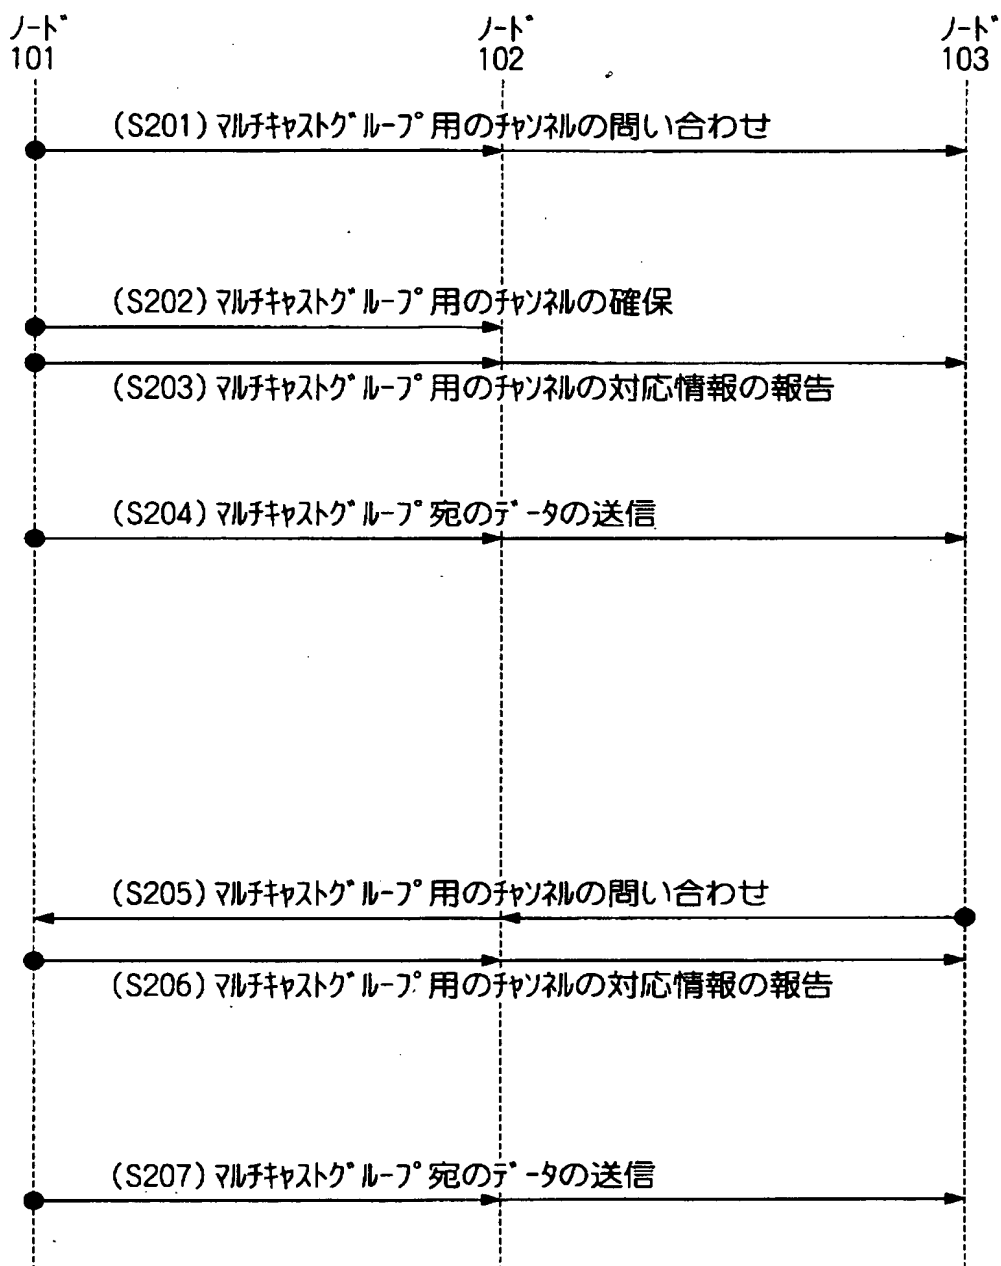 ノード
101
ノード
102
ノード
103
(S201) マルチキャストグループ用のチャンネルの問い合わせ
(S202) マルチキャストグループ用のチャンネルの確保
(S203) マルチキャストグループ用のチャンネルの対応情報の報告
(S204) マルチキャストグループ宛のデータの送信
(S205) マルチキャストグループ用のチャンネルの問い合わせ
(S206) マルチキャストグループ用のチャンネルの対応情報の報告
(S207) マルチキャストグループ宛のデータの送信